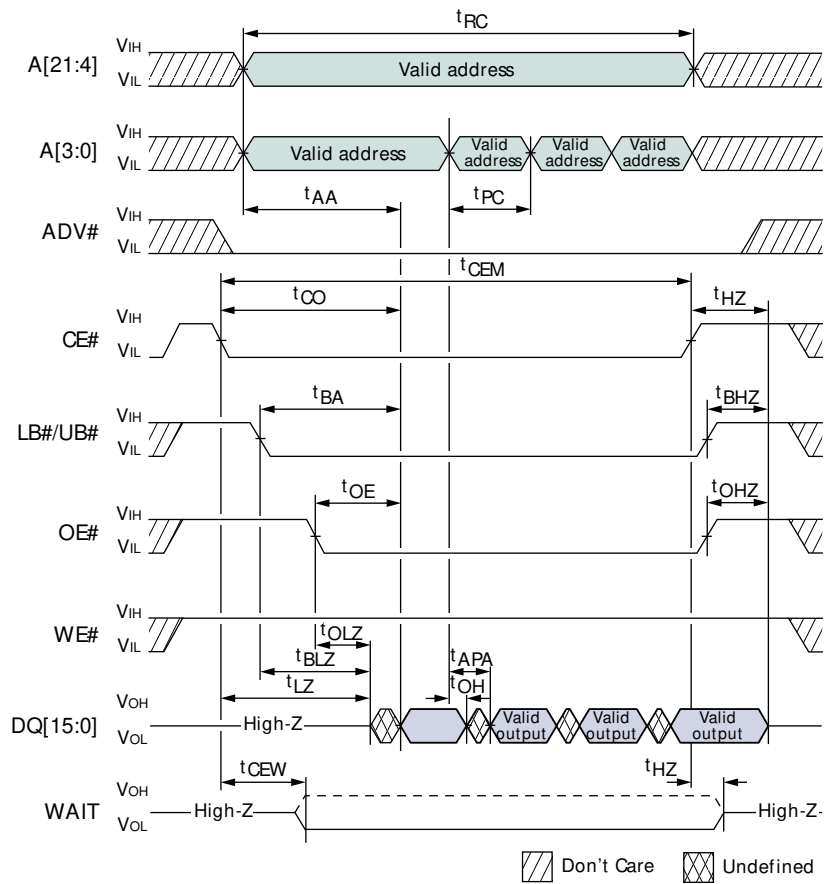 tRC
VIH
A[21:4]
Valid address
VIL
VIH
A[3:0]
Valid address
Valid address
Valid address
Valid address
VIL
tAA
tPC
VIH
ADV#
VIL
tCEM
tCO
tHZ
VIH
CE#
VIL
tBA
tBHZ
VIH
LB#/UB#
VIL
tOE
tOHZ
VIH
OE#
VIL
VIH
WE#
VIL
tOLZ
tBLZ
tAPA
tLZ
tOH
VOH
DQ[15:0]
High-Z
Valid output
Valid output
Valid output
VOL
tCEW
tHZ
VOH
WAIT
High-Z
High-Z
VOL
Don't Care
Undefined